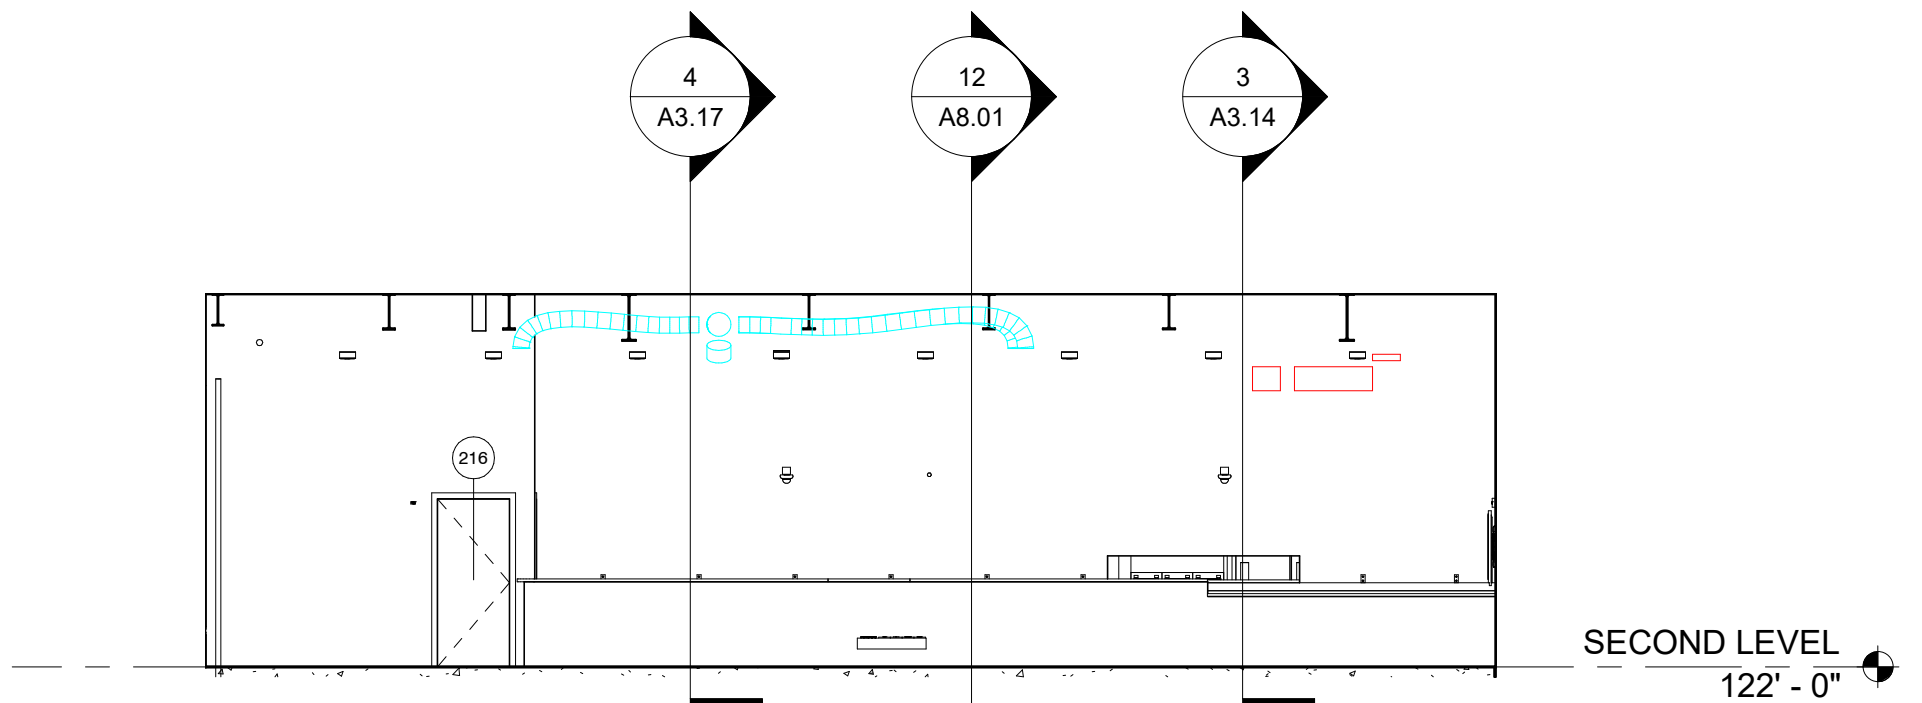 4
A3.17
12
A8.01
3
A3.14
216
SECOND LEVEL
122' - 0"